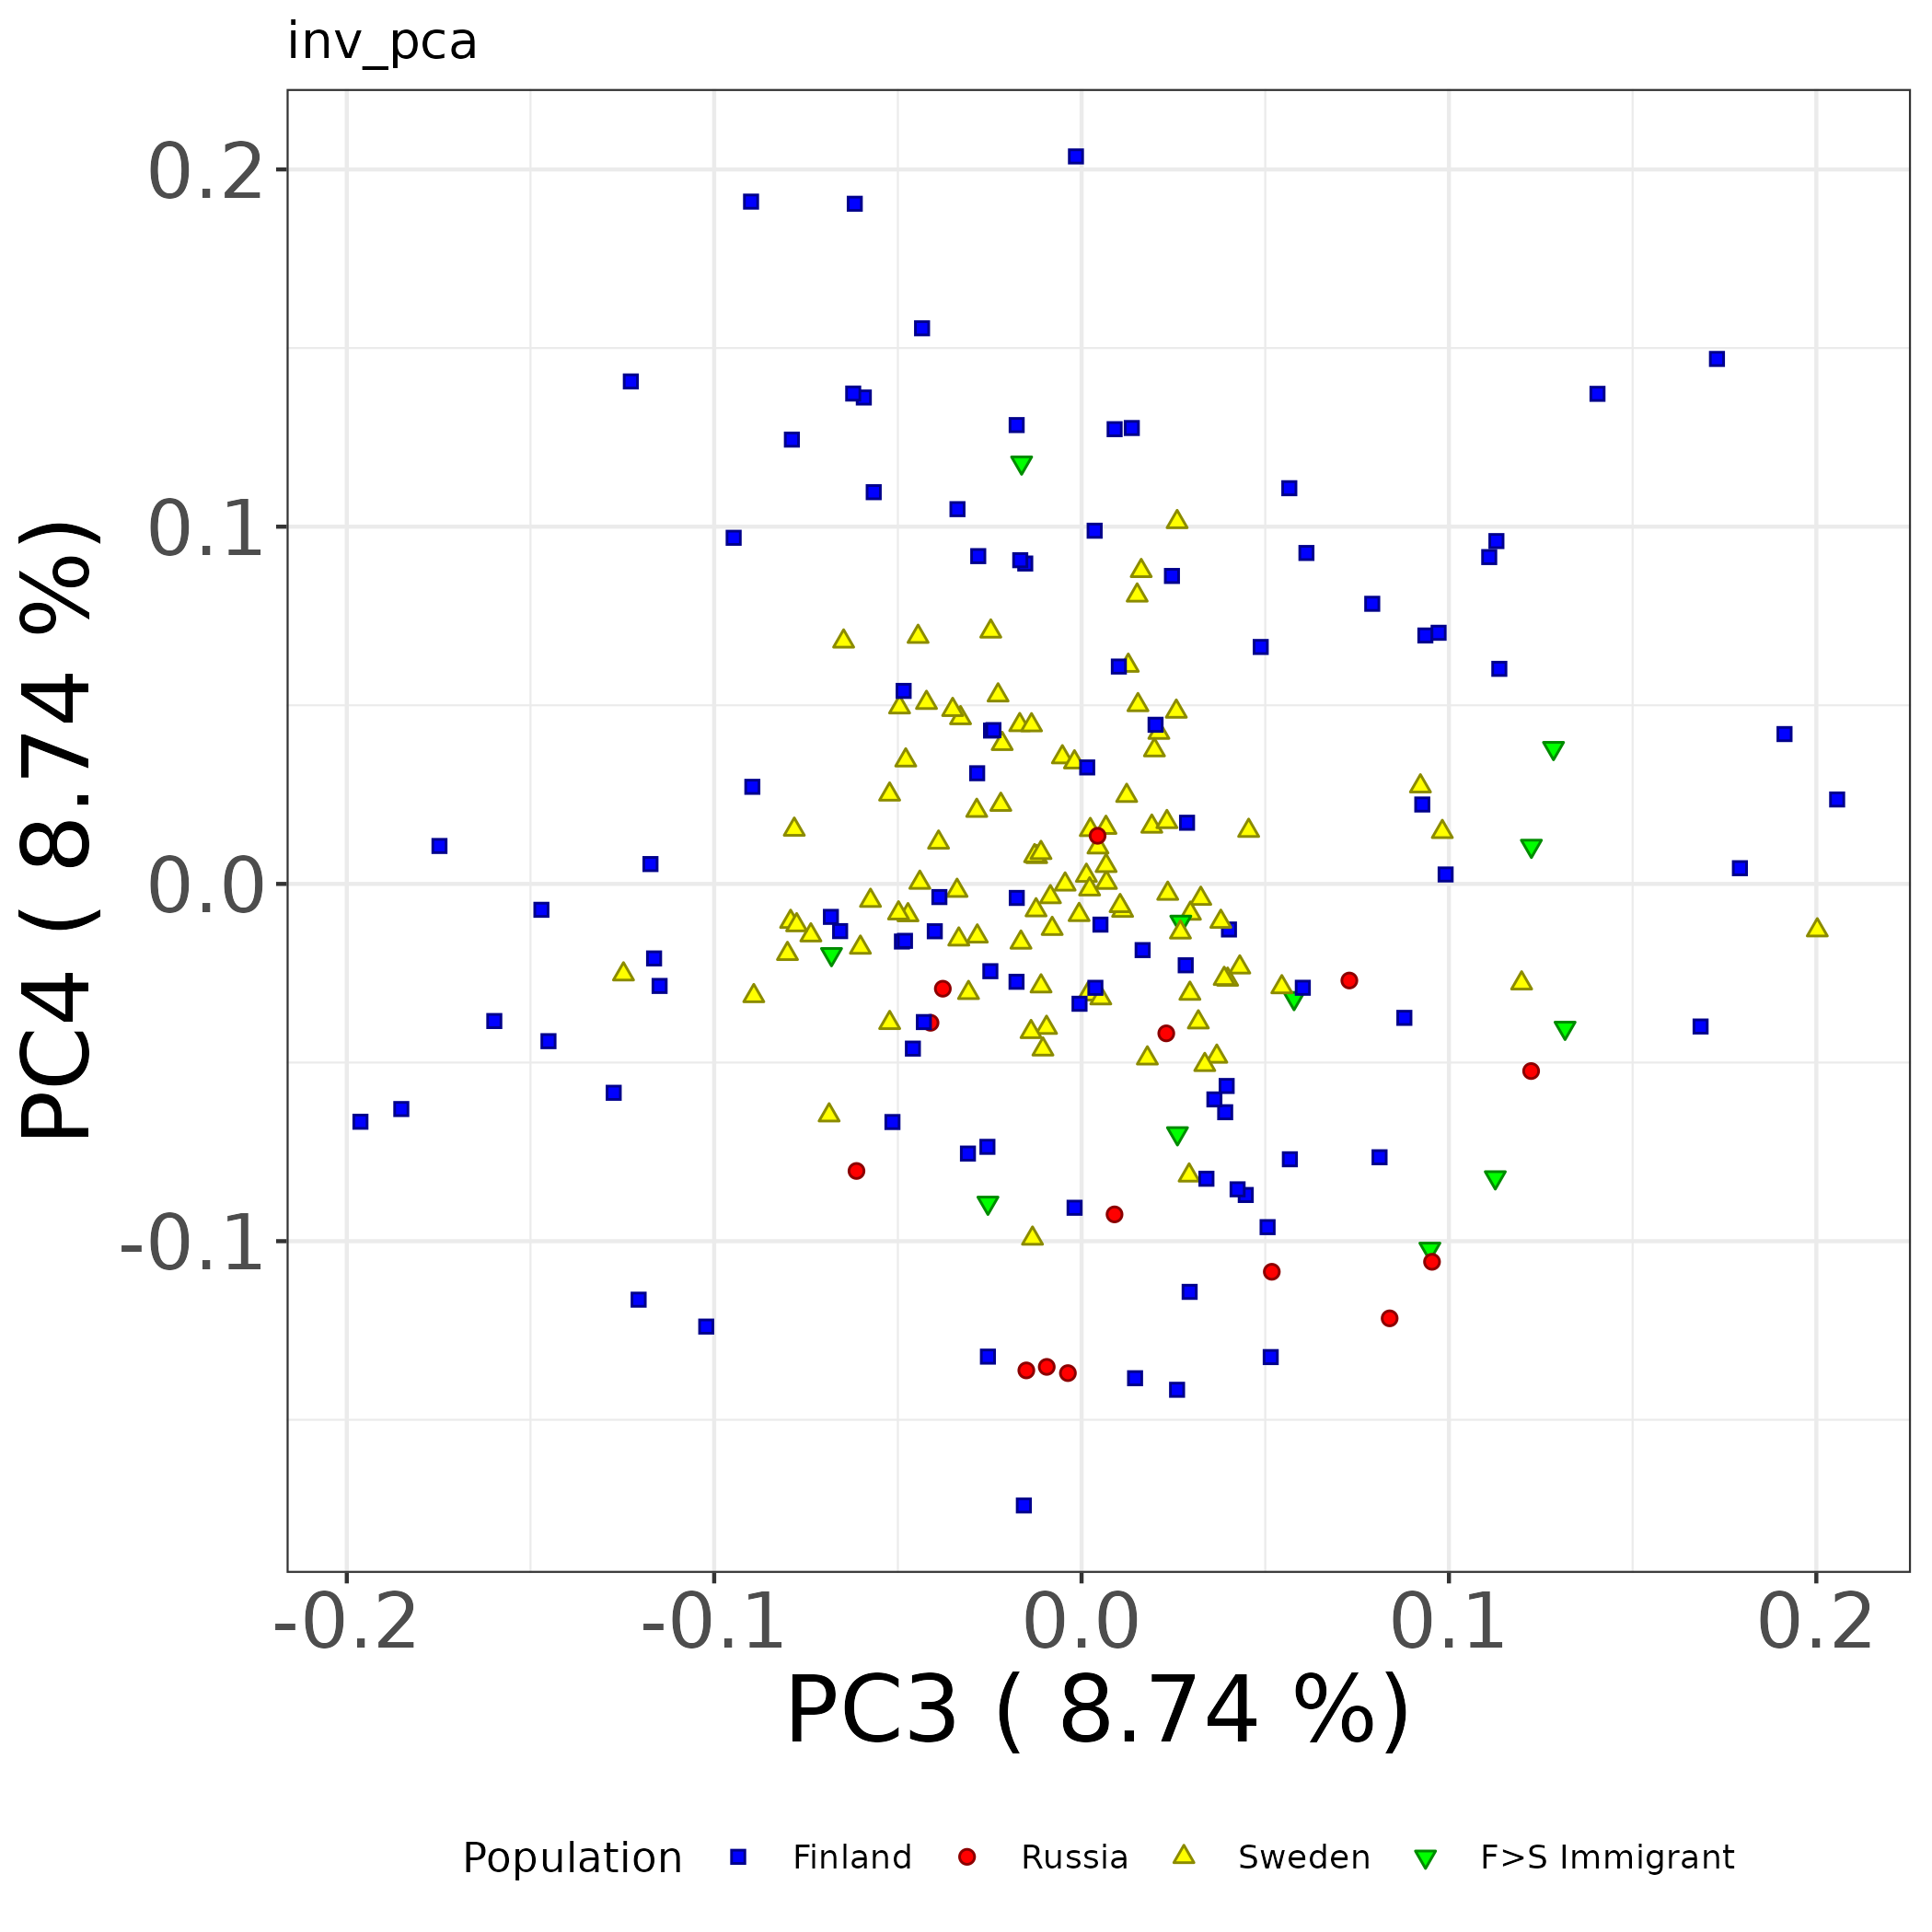 inv_pca
PC4 ( 8.74 %)
0.2
0.1
0.0
-0.1
-0.2 -0.1 0.0 0.1 0.2
PC3 ( 8.74 %)
Population Finland Russia Sweden F>S Immigrant